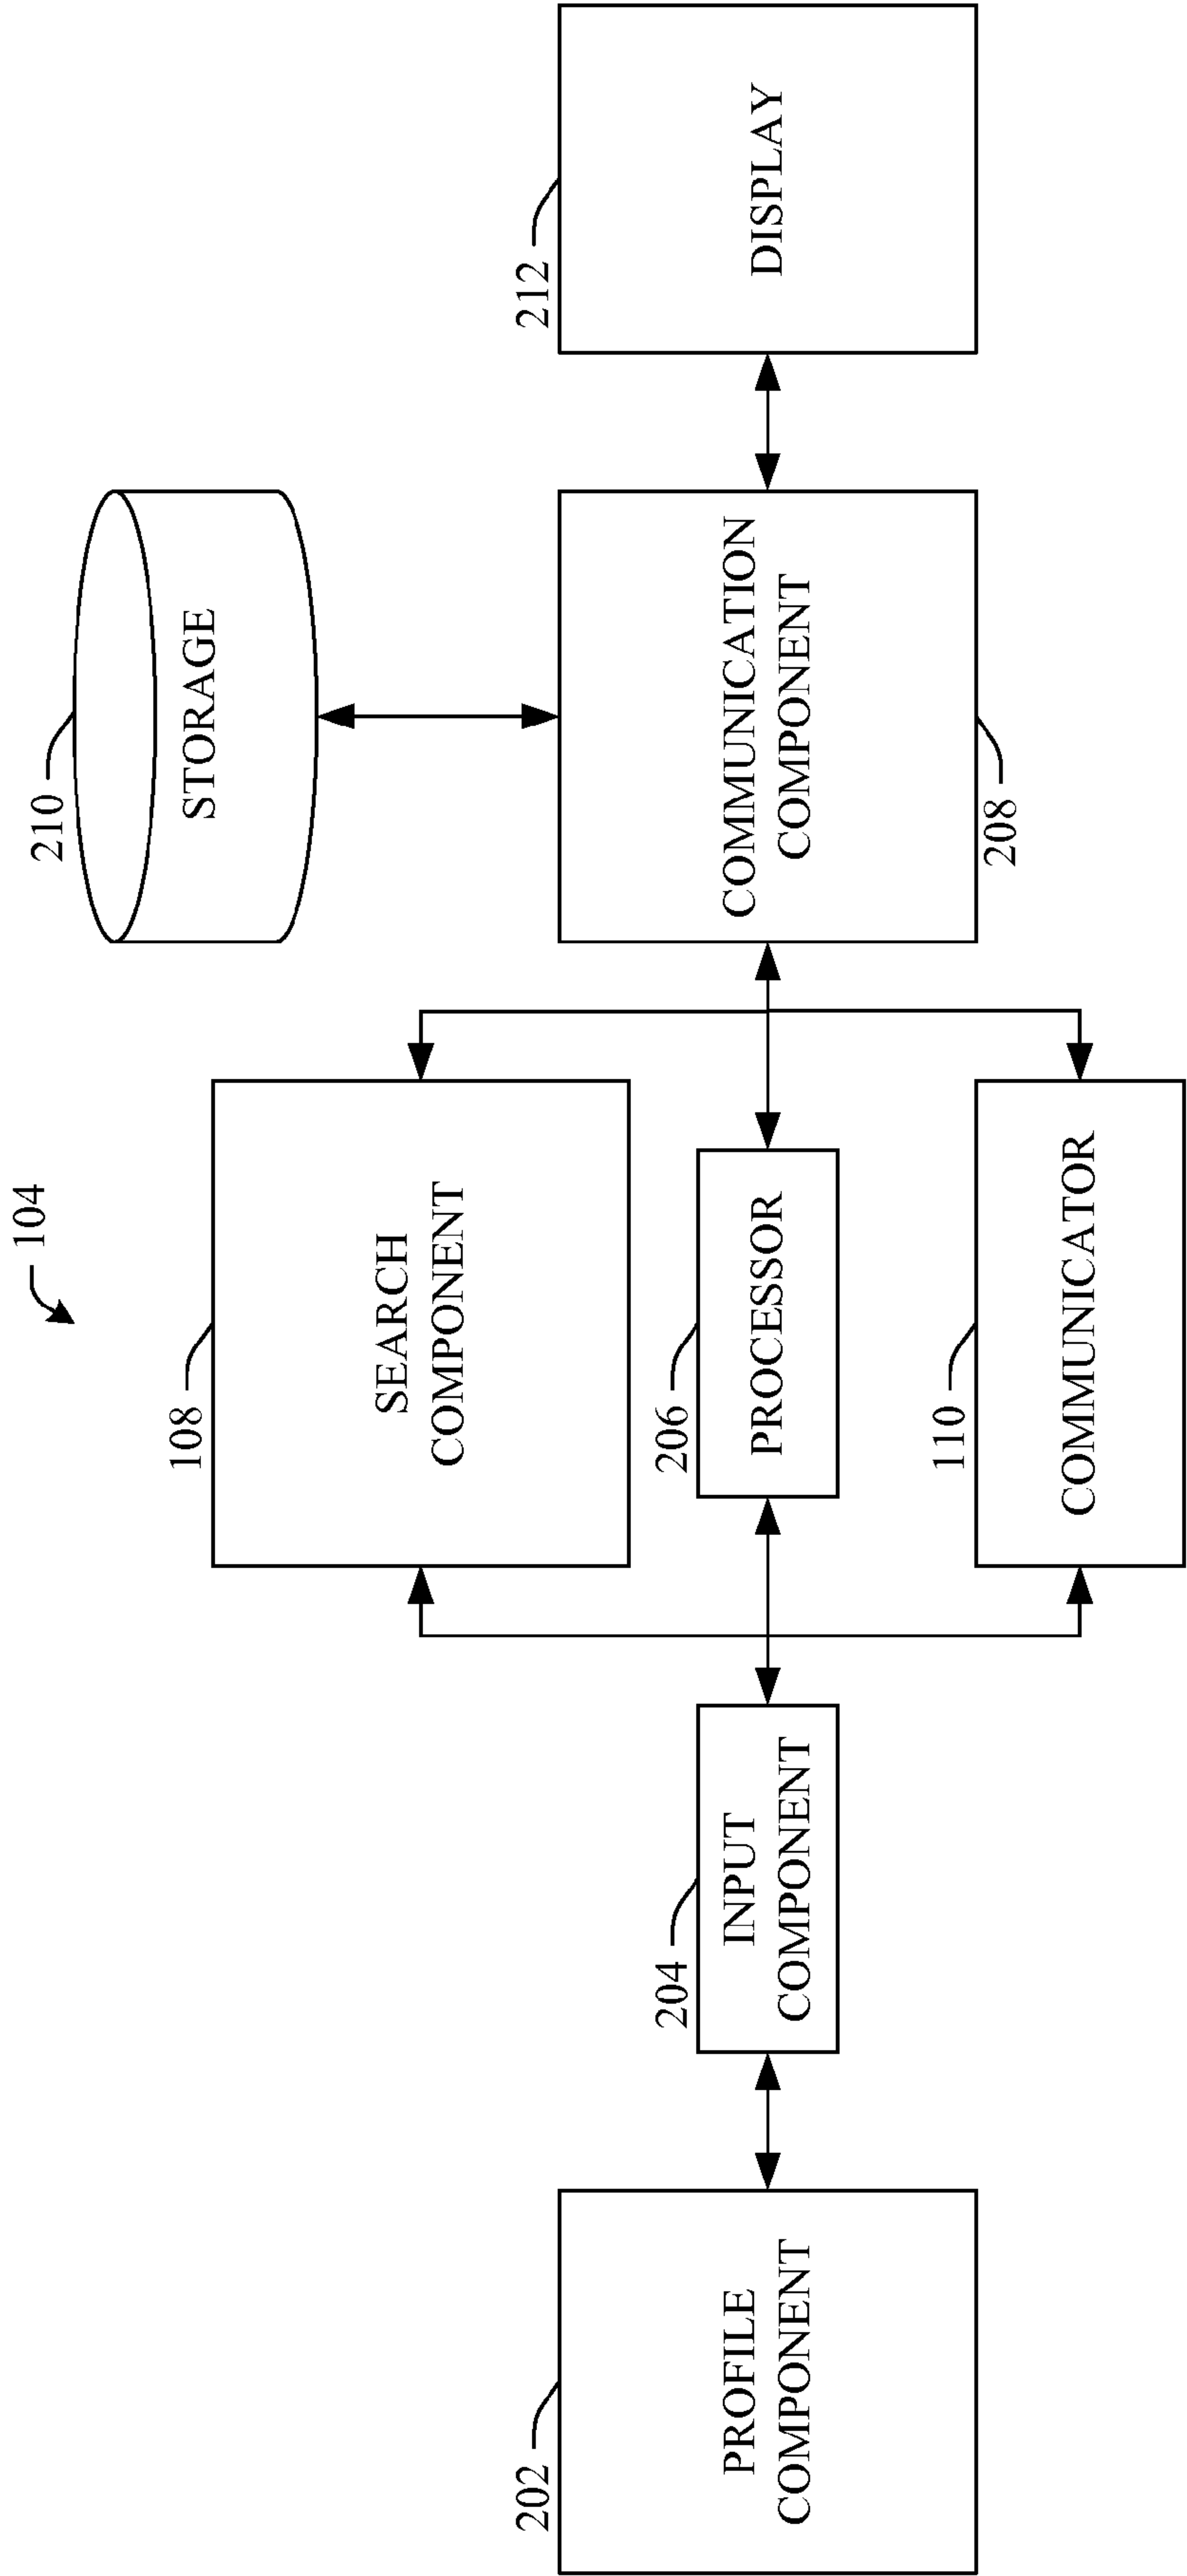 104
202
PROFILE
COMPONENT
204
INPUT
COMPONENT
108
SEARCH
COMPONENT
206
PROCESSOR
110
COMMUNICATOR
210
STORAGE
COMMUNICATION
COMPONENT
208
212
DISPLAY